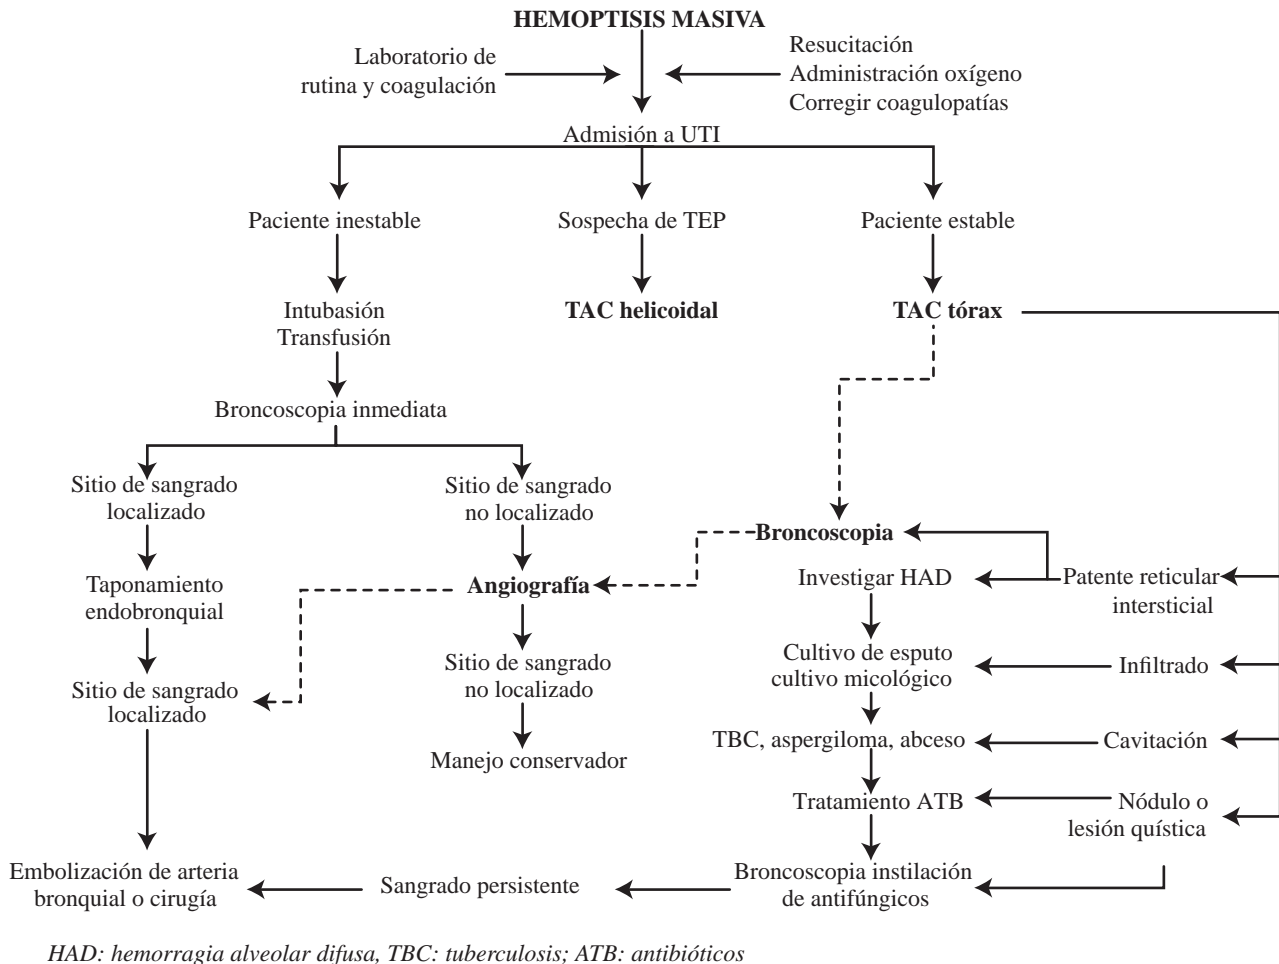 HEMOPTISIS MASIVA
Laboratorio de
rutina y coagulación
Resucitación
Administración oxígeno
Corregir coagulopatías
Admisión a UTI
Paciente inestable
Sospecha de TEP
Paciente estable
Intubasión
Transfusión
TAC helicoidal
TAC tórax
Broncoscopia inmediata
Sitio de sangrado
localizado
Sitio de sangrado
no localizado
Broncoscopia
Taponamiento
endobronquial
Angiografía
Investigar HAD
Patente reticular
intersticial
Sitio de sangrado
localizado
Sitio de sangrado
no localizado
Cultivo de esputo
cultivo micológico
Infiltrado
Manejo conservador
TBC, aspergiloma, abceso
Cavitación
Tratamiento ATB
Nódulo o
lesión quística
Embolización de arteria
bronquial o cirugía
Sangrado persistente
Broncoscopia instilación
de antifúngicos
HAD: hemorragia alveolar difusa, TBC: tuberculosis; ATB: antibióticos